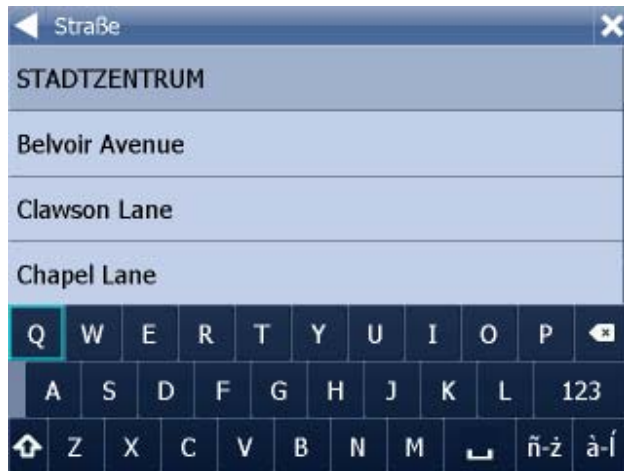 Straße
STADTZENTRUM
Belvoir Avenue
Clawson Lane
Chapel Lane
Q W E R T Y U I O P
A S D F G H J K L 123
Z X C V B N M ñ-ż à-Í